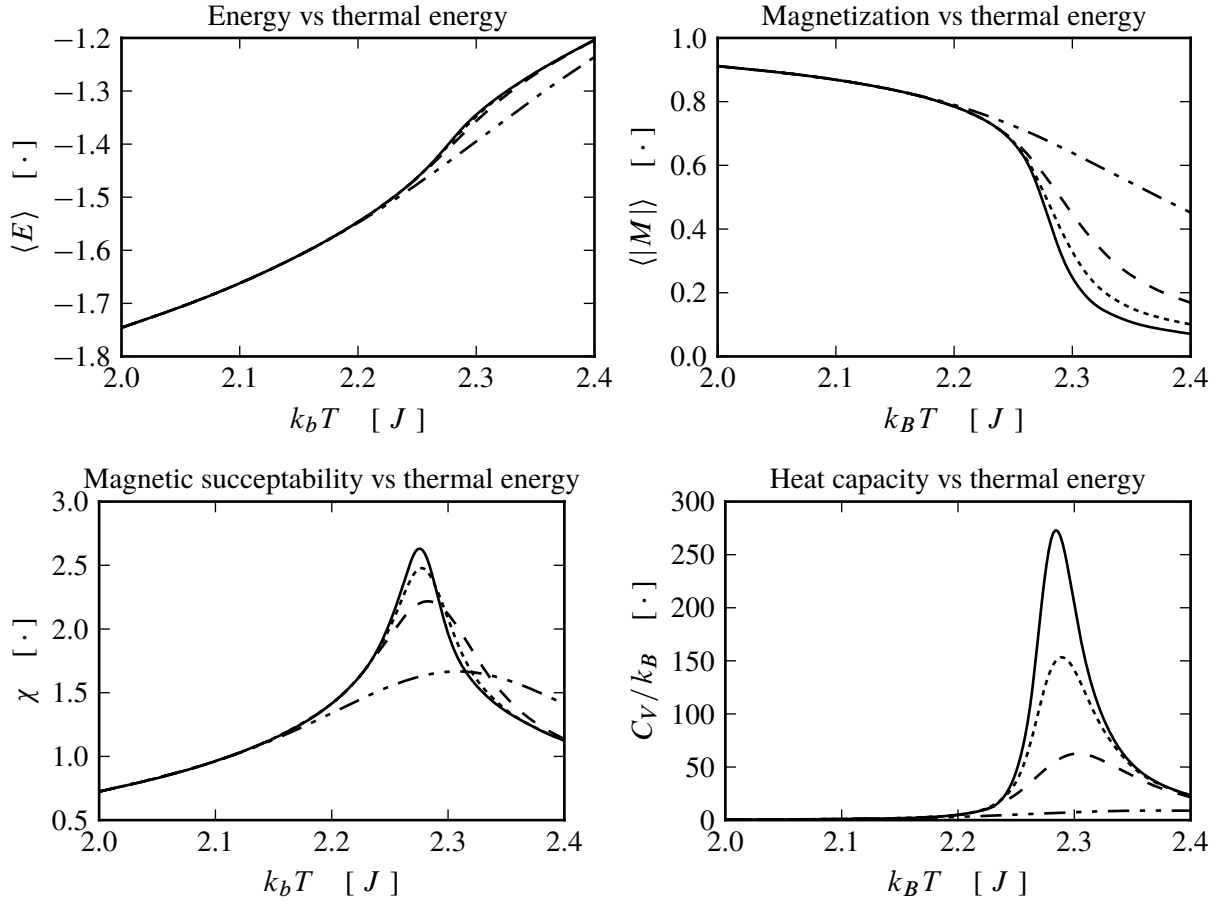 Energy vs thermal energy
⟨E⟩ [ · ]
−1.2
−1.3
−1.4
−1.5
−1.6
−1.7
−1.8
2.0 2.1 2.2 2.3 2.4
k_b T [ J ]
Magnetization vs thermal energy
⟨|M|⟩ [ · ]
1.0
0.8
0.6
0.4
0.2
0.0
2.0 2.1 2.2 2.3 2.4
k_B T [ J ]
Magnetic succeptability vs thermal energy
χ [ · ]
3.0
2.5
2.0
1.5
1.0
0.5
2.0 2.1 2.2 2.3 2.4
k_b T [ J ]
Heat capacity vs thermal energy
C_V/k_B [ · ]
300
250
200
150
100
50
0
2.0 2.1 2.2 2.3 2.4
k_B T [ J ]